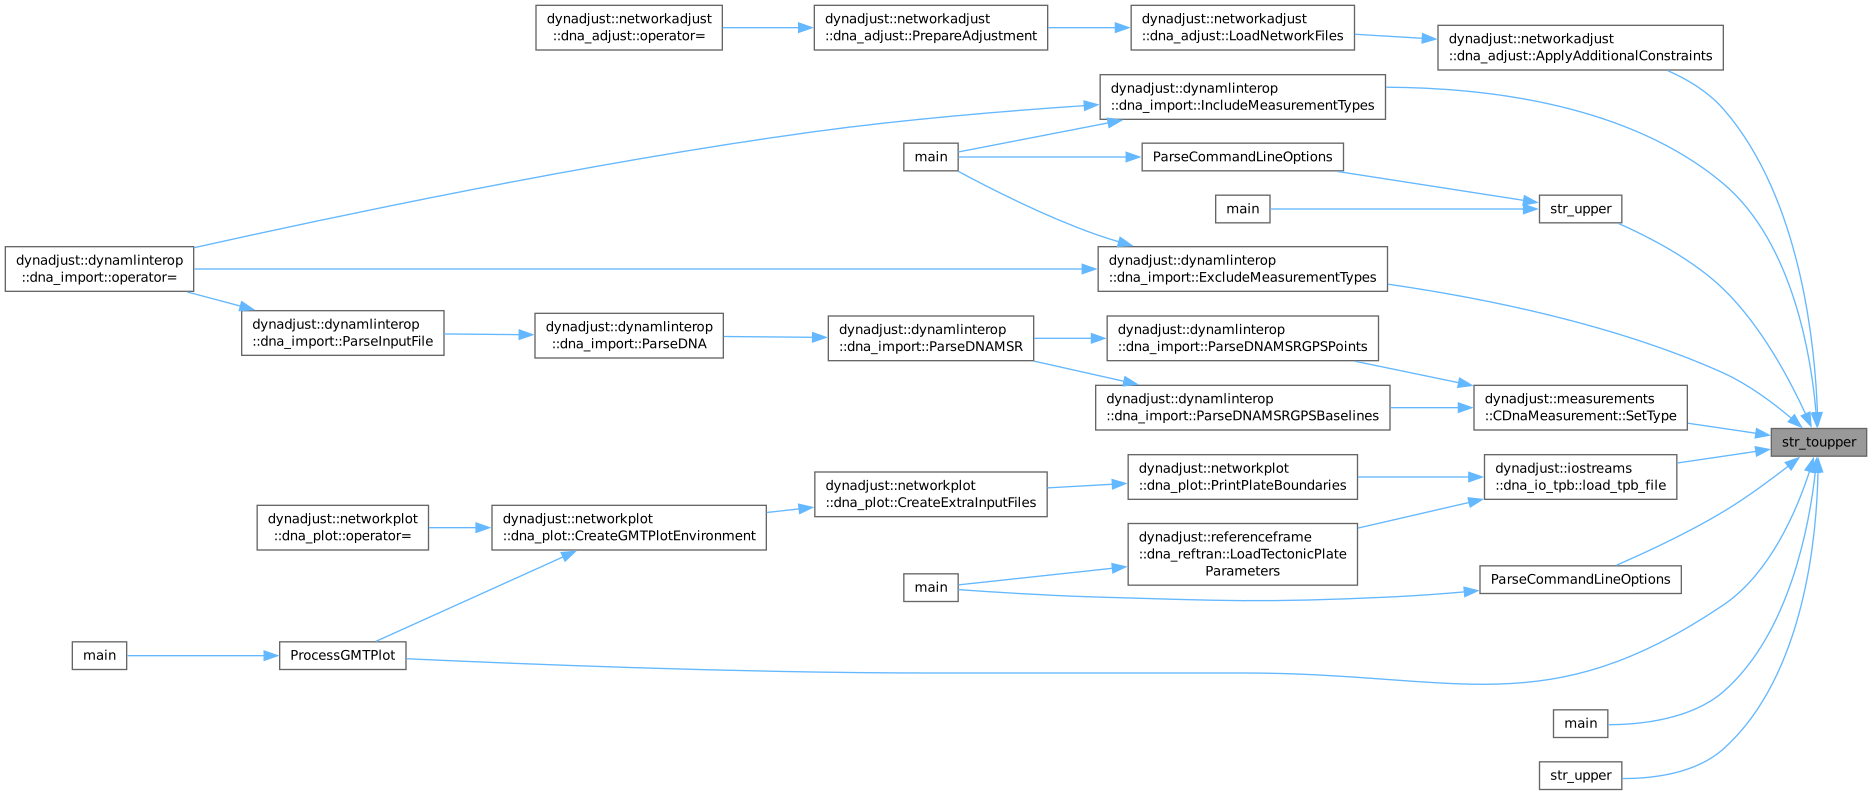 dynadjust::networkadjust
::dna_adjust::operator=
dynadjust::networkadjust
::dna_adjust::PrepareAdjustment
dynadjust::networkadjust
::dna_adjust::LoadNetworkFiles
dynadjust::networkadjust
::dna_adjust::ApplyAdditionalConstraints
dynadjust::dynamlinterop
::dna_import::IncludeMeasurementTypes
main
ParseCommandLineOptions
main
str_upper
dynadjust::dynamlinterop
::dna_import::operator=
dynadjust::dynamlinterop
::dna_import::ExcludeMeasurementTypes
dynadjust::dynamlinterop
::dna_import::ParseInputFile
dynadjust::dynamlinterop
::dna_import::ParseDNA
dynadjust::dynamlinterop
::dna_import::ParseDNAMSR
dynadjust::dynamlinterop
::dna_import::ParseDNAMSRGPSPoints
dynadjust::dynamlinterop
::dna_import::ParseDNAMSRGPSBaselines
dynadjust::measurements
::CDnaMeasurement::SetType
str_toupper
dynadjust::networkplot
::dna_plot::PrintPlateBoundaries
dynadjust::iostreams
::dna_io_tpb::load_tpb_file
dynadjust::networkplot
::dna_plot::CreateExtraInputFiles
dynadjust::networkplot
::dna_plot::operator=
dynadjust::networkplot
::dna_plot::CreateGMTPlotEnvironment
dynadjust::referenceframe
::dna_reftran::LoadTectonicPlate
Parameters
main
ParseCommandLineOptions
main
ProcessGMTPlot
main
str_upper